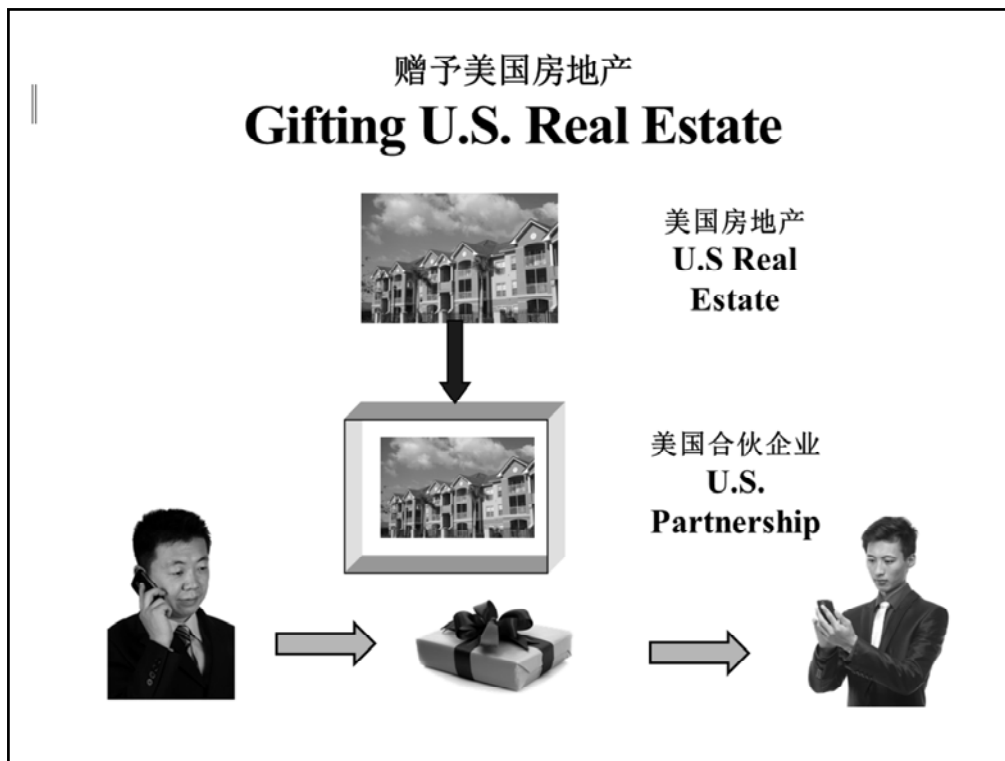 赠予美国房地产
Gifting U.S. Real Estate
美国房地产
U.S Real
Estate
美国合伙企业
U.S.
Partnership